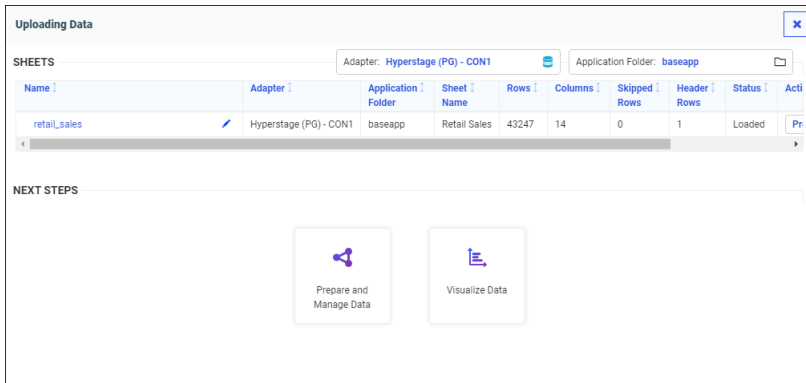 Uploading Data
SHEETS
Adapter: Hyperstage (PG) - CON1
Application Folder: baseapp
Name Adapter Application Folder Sheet Name Rows Columns Skipped Rows Header Rows Status Acti
retail_sales Hyperstage (PG) - CON1 baseapp Retail Sales 43247 14 0 1 Loaded Pr
NEXT STEPS
Prepare and
Manage Data
Visualize Data